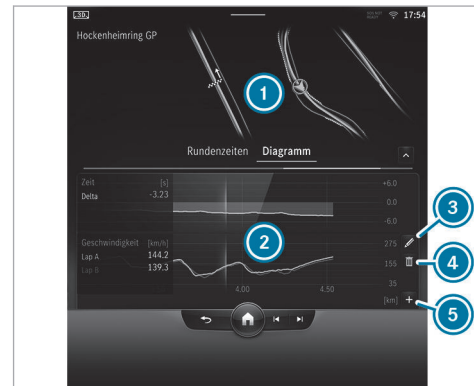 3D
17:54
Hockenheimring GP
1
Rundenzeiten Diagramm
Zeit [s]
Delta -3.23
+6.0
0.0
-6.0
3
Geschwindigkeit [km/h]
Lap A 144.2
Lap B 139.3
2
275
155
35
4
4.00 4.50 [km]
5